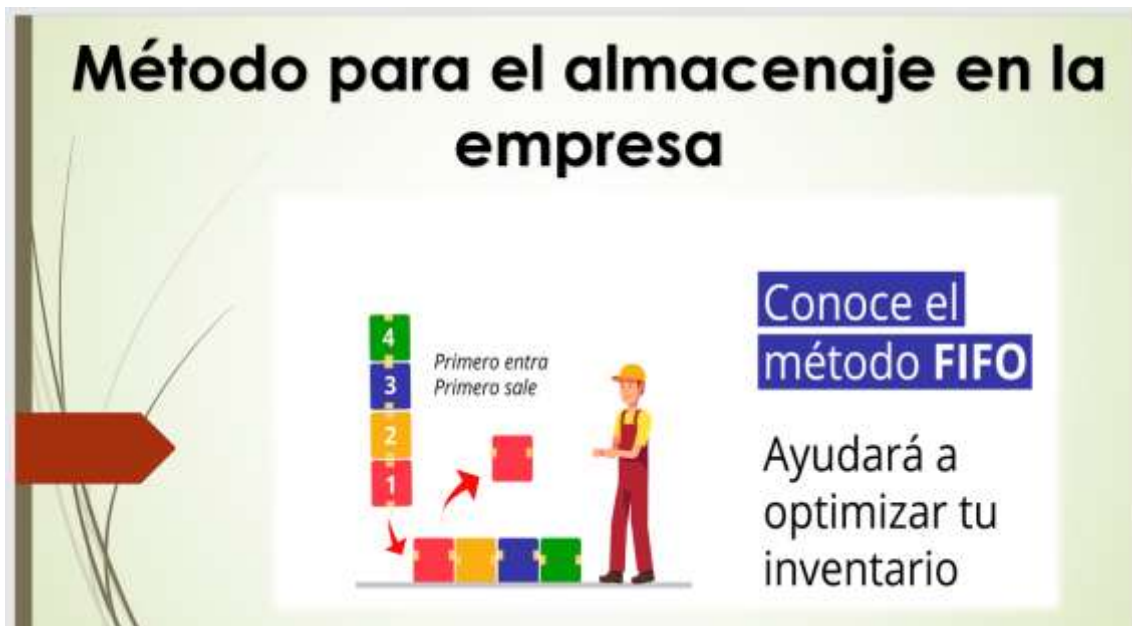 Método para el almacenaje en la
empresa
4
3
2
1
Primero entra
Primero sale
Conoce el
método FIFO
Ayudará a
optimizar tu
inventario